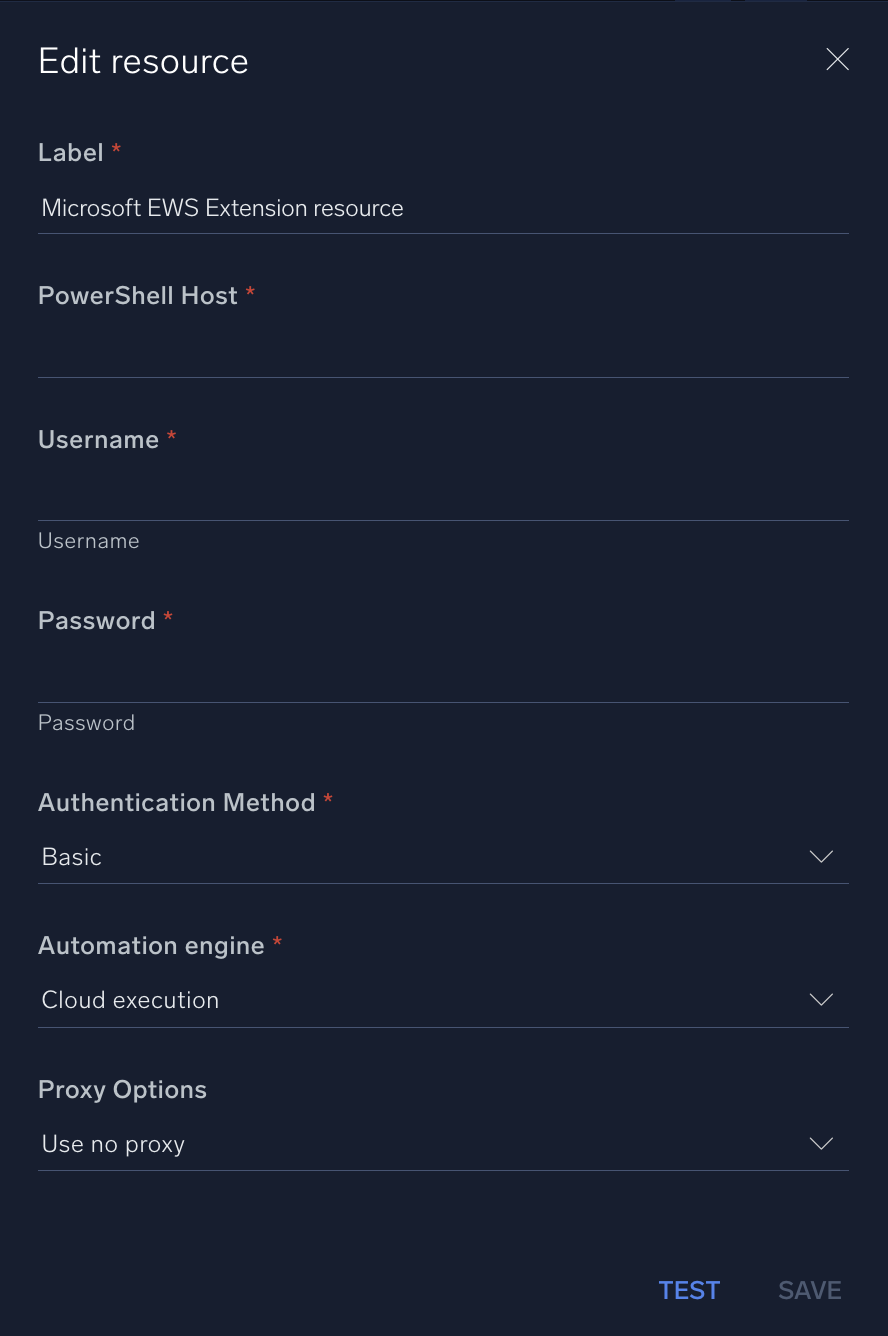 Edit resource
Label *
Microsoft EWS Extension resource
PowerShell Host *
Username *
Username
Password *
Password
Authentication Method *
Basic
Automation engine *
Cloud execution
Proxy Options
Use no proxy
TEST SAVE